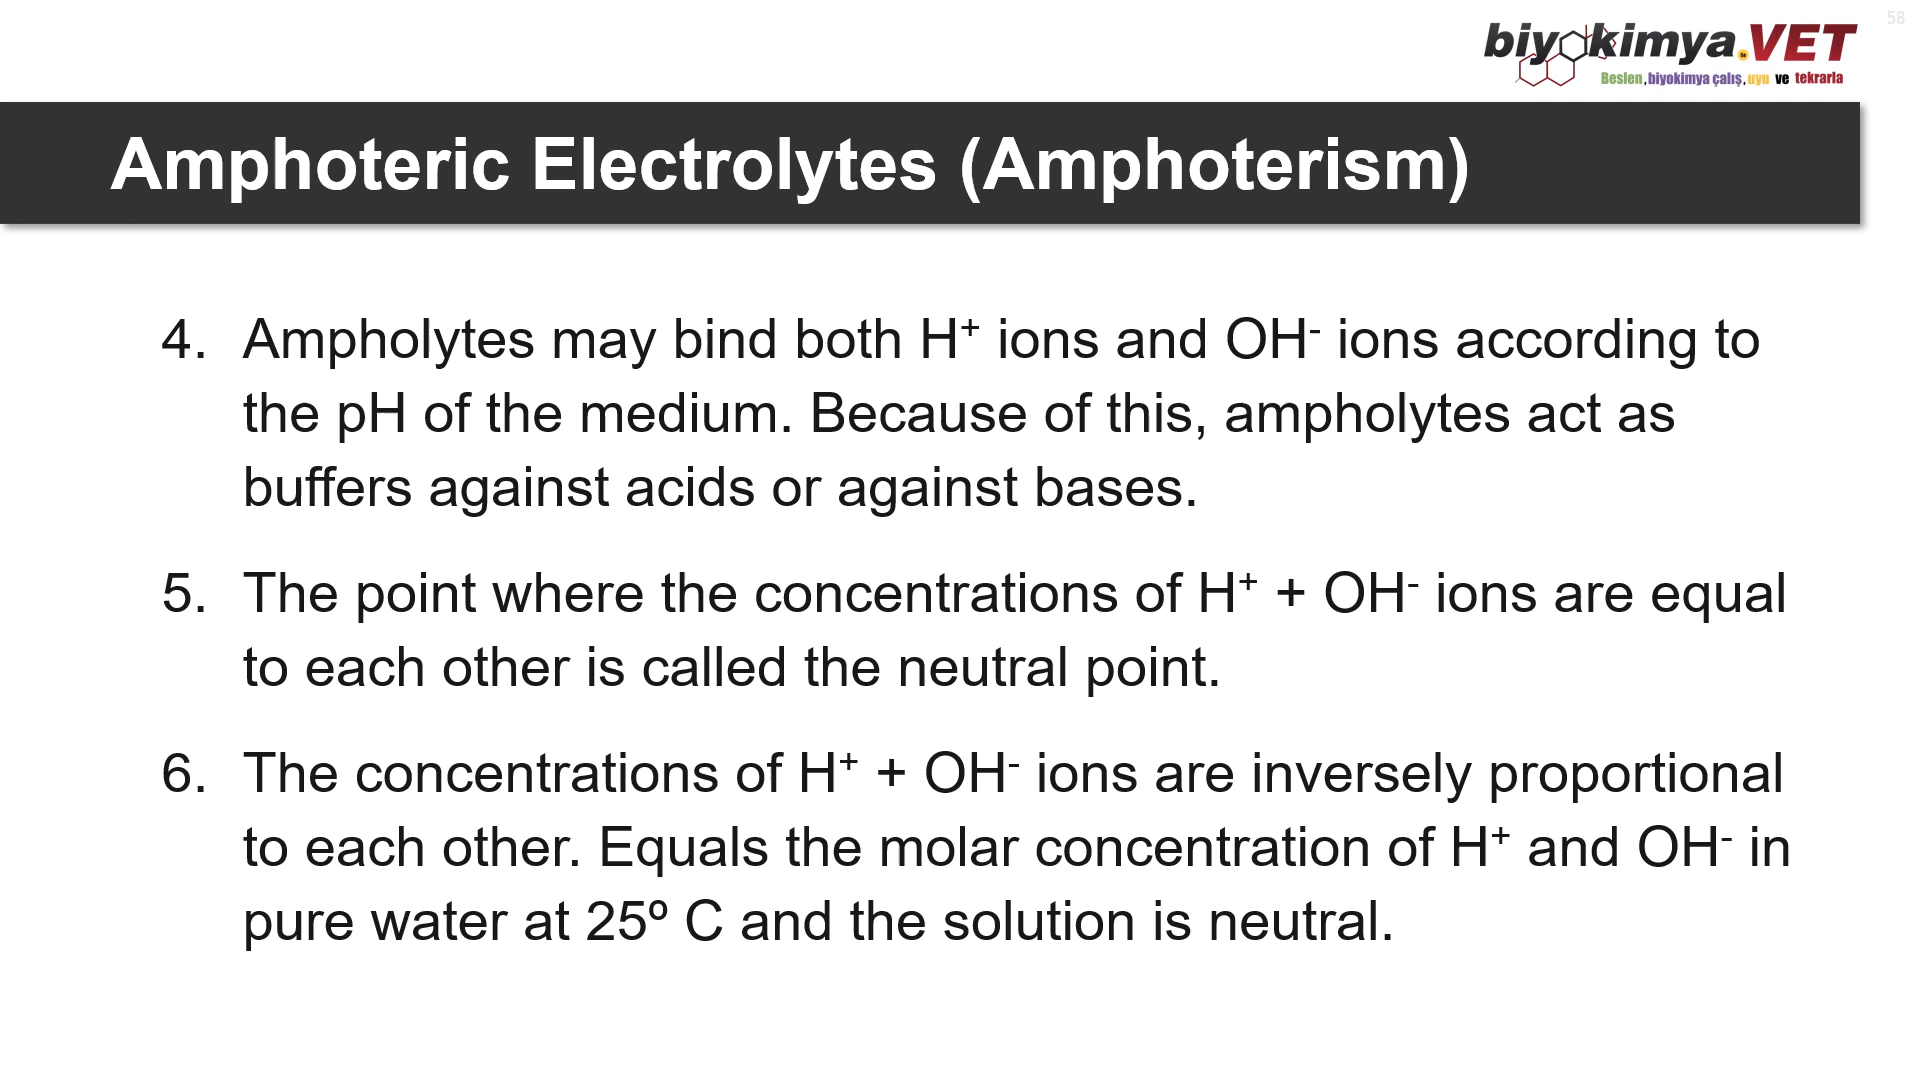 58
biyokimya.VET
Beslen, biyokimya çalış, uyu ve tekrarla
Amphoteric Electrolytes (Amphoterism)
4. Ampholytes may bind both H⁺ ions and OH⁻ ions according to
the pH of the medium. Because of this, ampholytes act as
buffers against acids or against bases.
5. The point where the concentrations of H⁺ + OH⁻ ions are equal
to each other is called the neutral point.
6. The concentrations of H⁺ + OH⁻ ions are inversely proportional
to each other. Equals the molar concentration of H⁺ and OH⁻ in
pure water at 25º C and the solution is neutral.